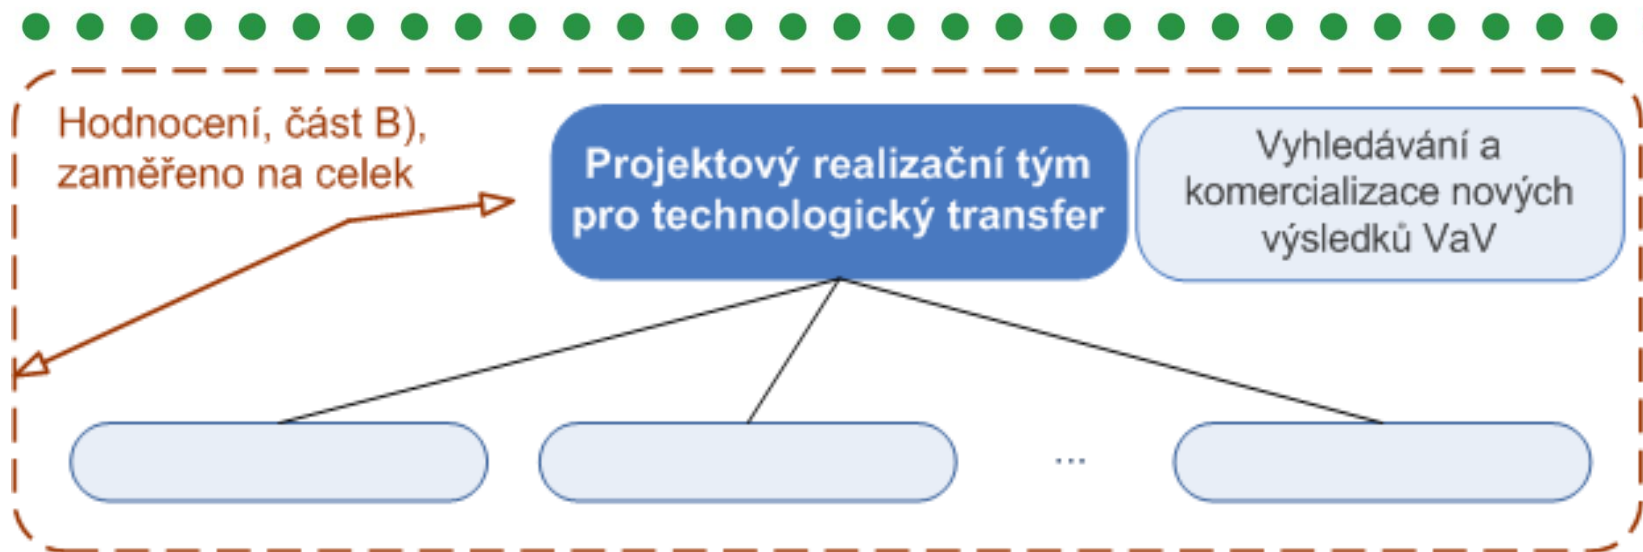 Hodnocení, část B),
zaměřeno na celek
Projektový realizační tým
pro technologický transfer
Vyhledávání a
komercializace nových
výsledků VaV
...